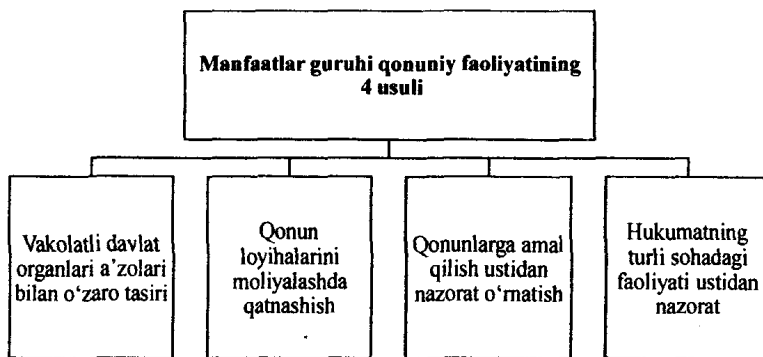 Manfaatlar guruhi qonuniy faoliyatining
4 usuli
Vakolatli davlat
organlari a'zolari
bilan o‘zaro tasiri
Qonun
loyihalarini
moliyalashda
qatnashish
Qonunlarga amal
qilish ustidan
nazorat o‘rnatish
Hukumatning
turli sohadagi
faoliyati ustidan
nazorat